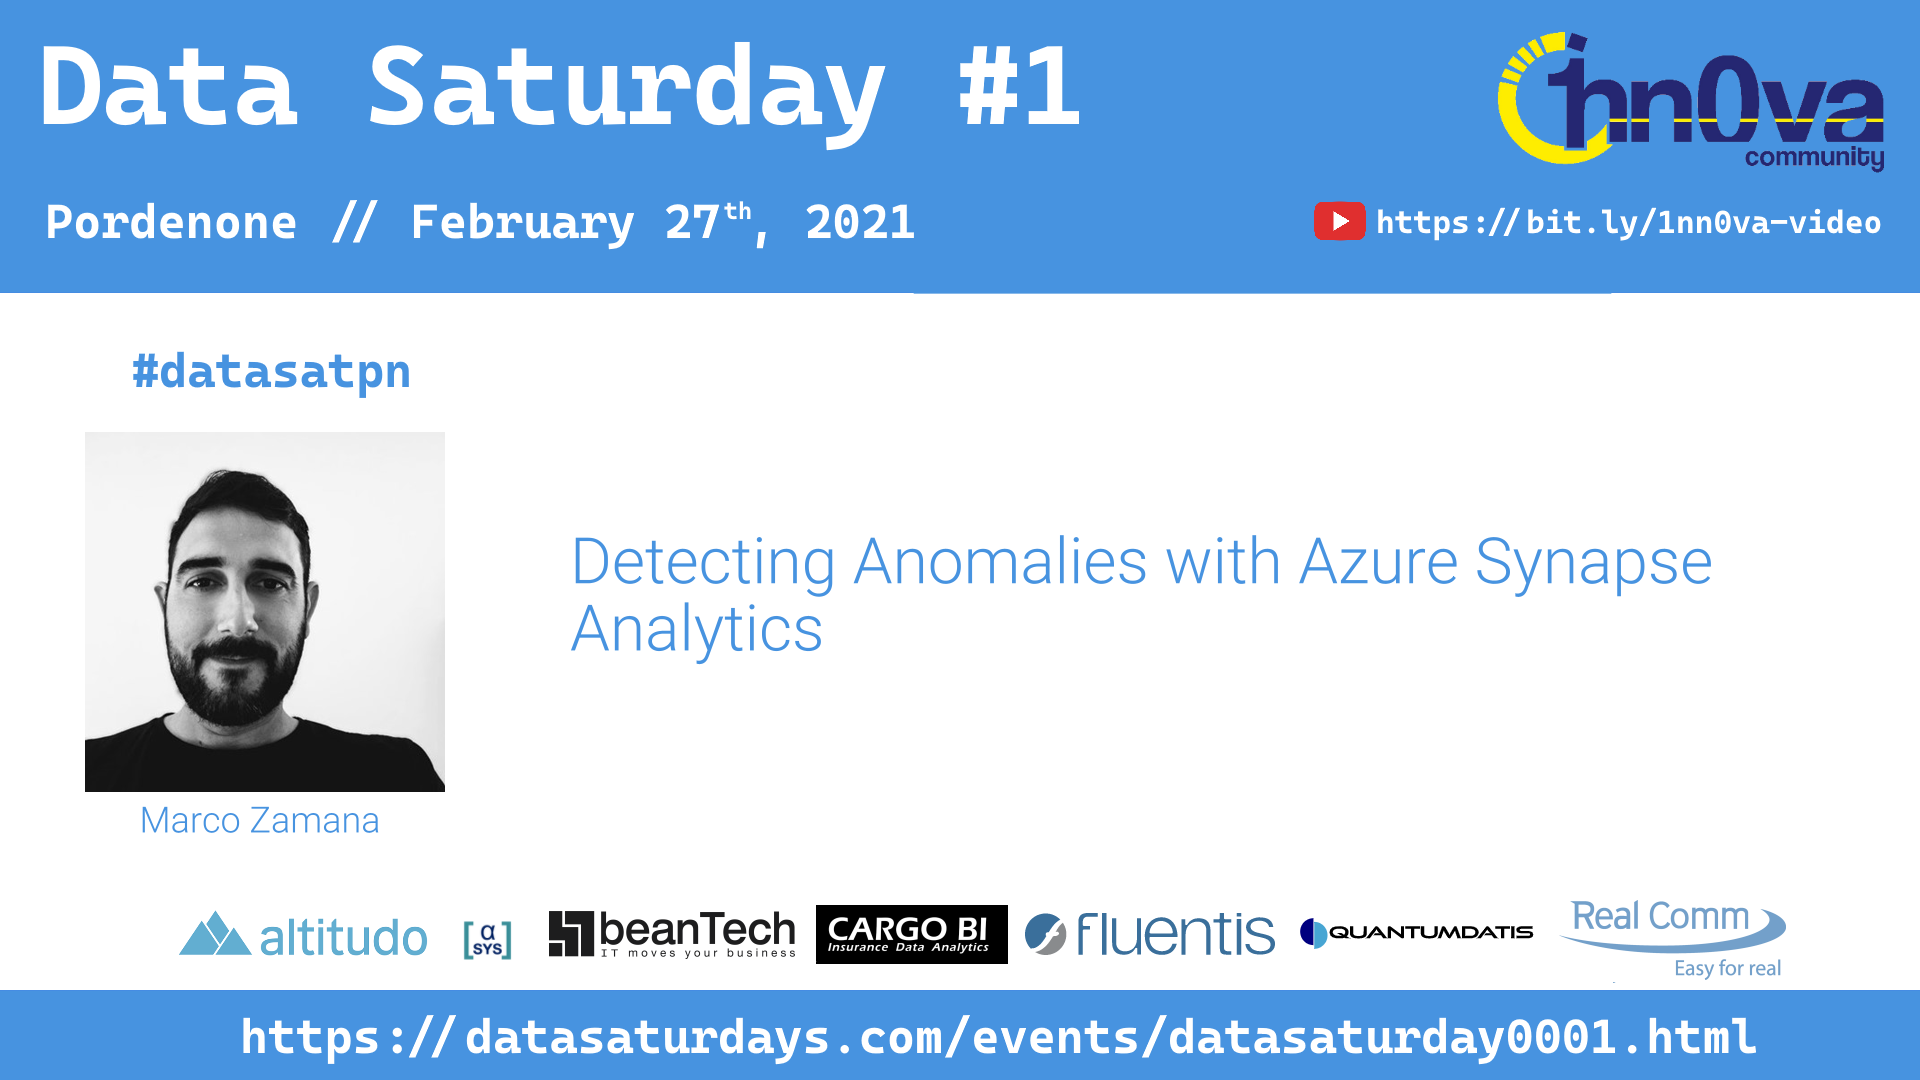 Data Saturday #1
1nn0va
community
Pordenone // February 27th, 2021
https://bit.ly/1nn0va-video
#datasatpn
Detecting Anomalies with Azure Synapse
Analytics
Marco Zamana
altitudo
[α
SYS]
beanTech
IT moves your business
CARGO BI
Insurance Data Analytics
fluentis
QUANTUMDATIS
Real Comm
Easy for real
https://datasaturdays.com/events/datasaturday0001.html